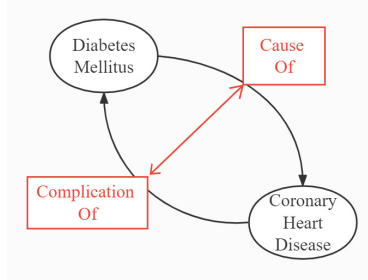 Diabetes
Mellitus
Cause
Of
Complication
Of
Coronary
Heart
Disease